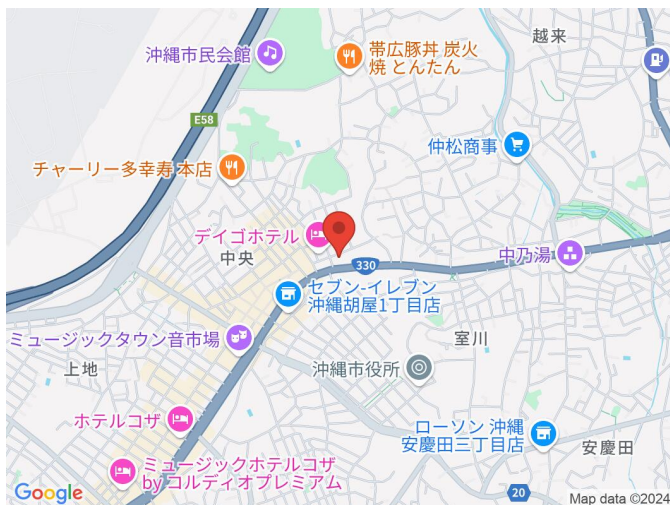 越来
沖縄市民会館
帯広豚丼 炭火
焼 とんたん
E58
仲松商事
チャーリー多幸寿 本店
デイゴホテル
中央
330
中乃湯
セブン-イレブン
沖縄胡屋1丁目店
ミュージックタウン音市場
室川
上地
沖縄市役所
ホテルコザ
ローソン 沖縄
安慶田三丁目店
安慶田
ミュージックホテルコザ
by コルディオプレミアム
20
Google
Map data ©2024